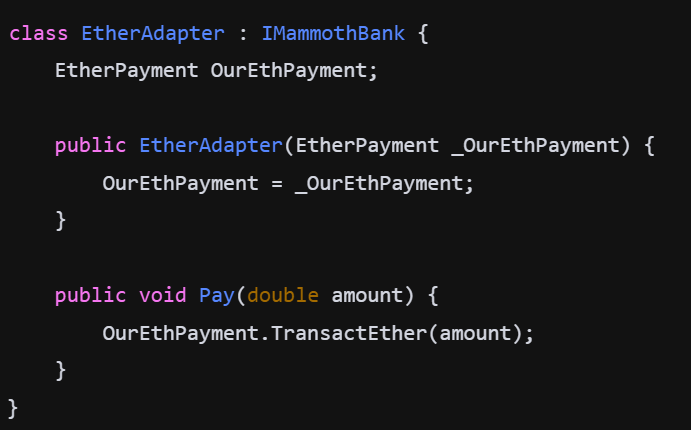 class EtherAdapter : IMammothBank {
    EtherPayment OurEthPayment;

    public EtherAdapter(EtherPayment _OurEthPayment) {
        OurEthPayment = _OurEthPayment;
    }

    public void Pay(double amount) {
        OurEthPayment.TransactEther(amount);
    }
}